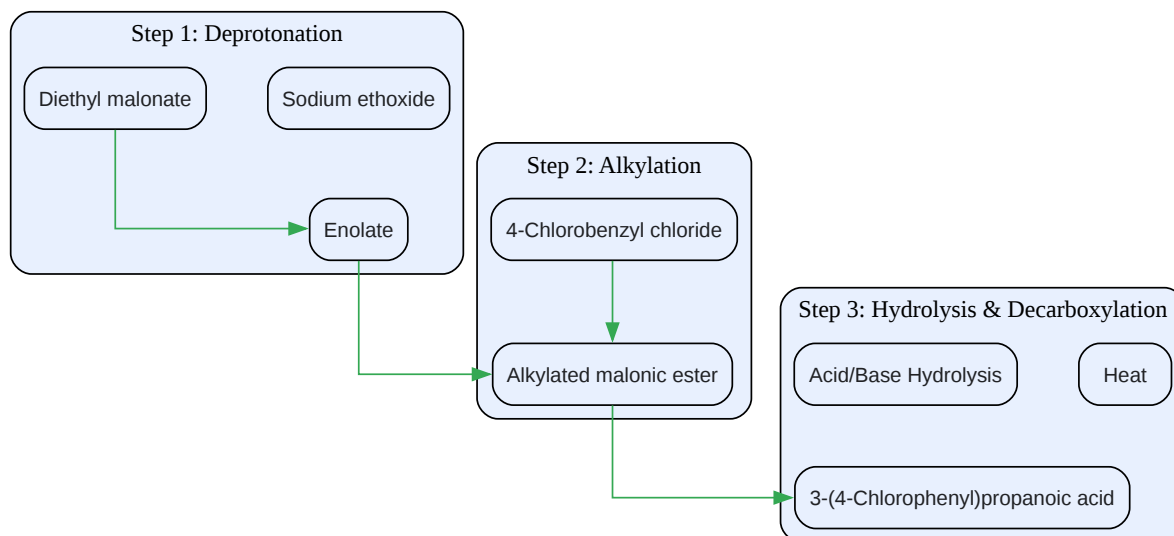 Step 1: Deprotonation
Diethyl malonate
Sodium ethoxide
Enolate
Step 2: Alkylation
4-Chlorobenzyl chloride
Alkylated malonic ester
Step 3: Hydrolysis & Decarboxylation
Acid/Base Hydrolysis
Heat
3-(4-Chlorophenyl)propanoic acid